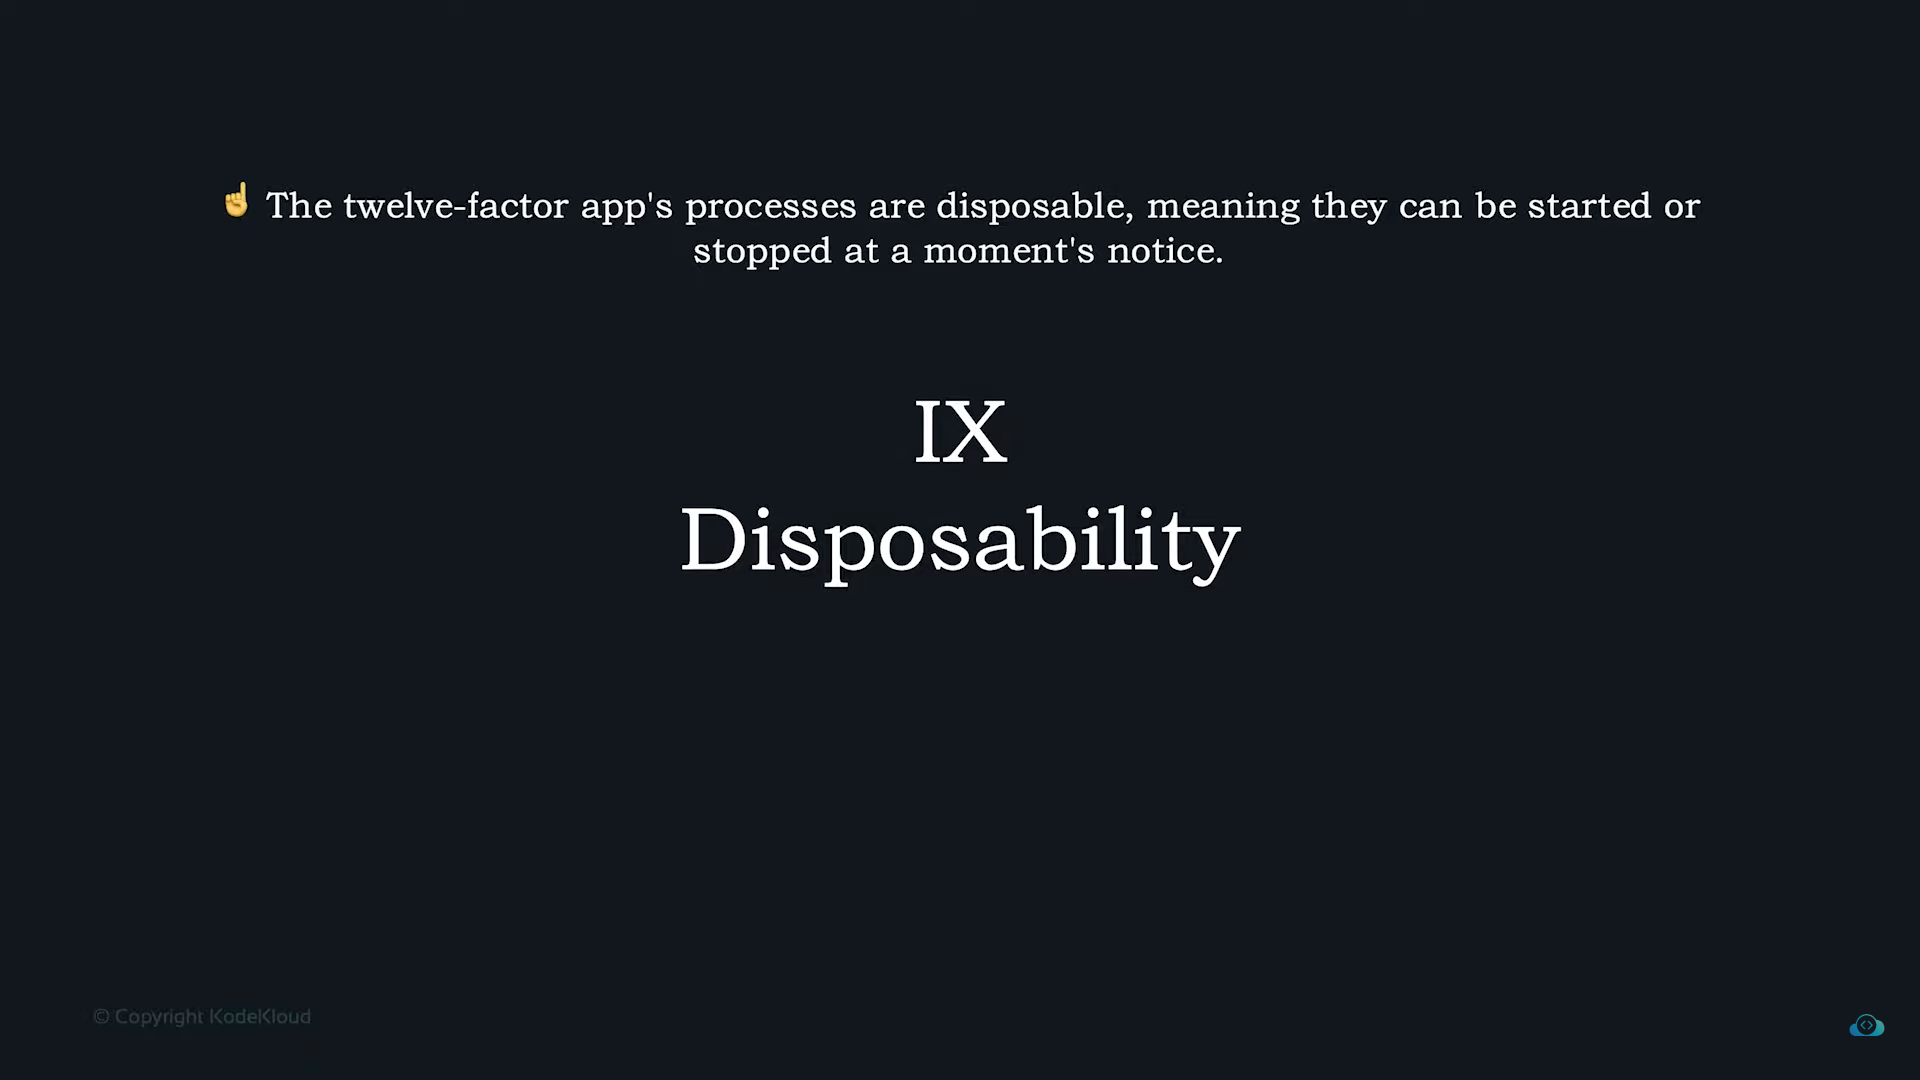 ☝ The twelve-factor app's processes are disposable, meaning they can be started or
stopped at a moment's notice.
IX
Disposability
© Copyright KodeKloud